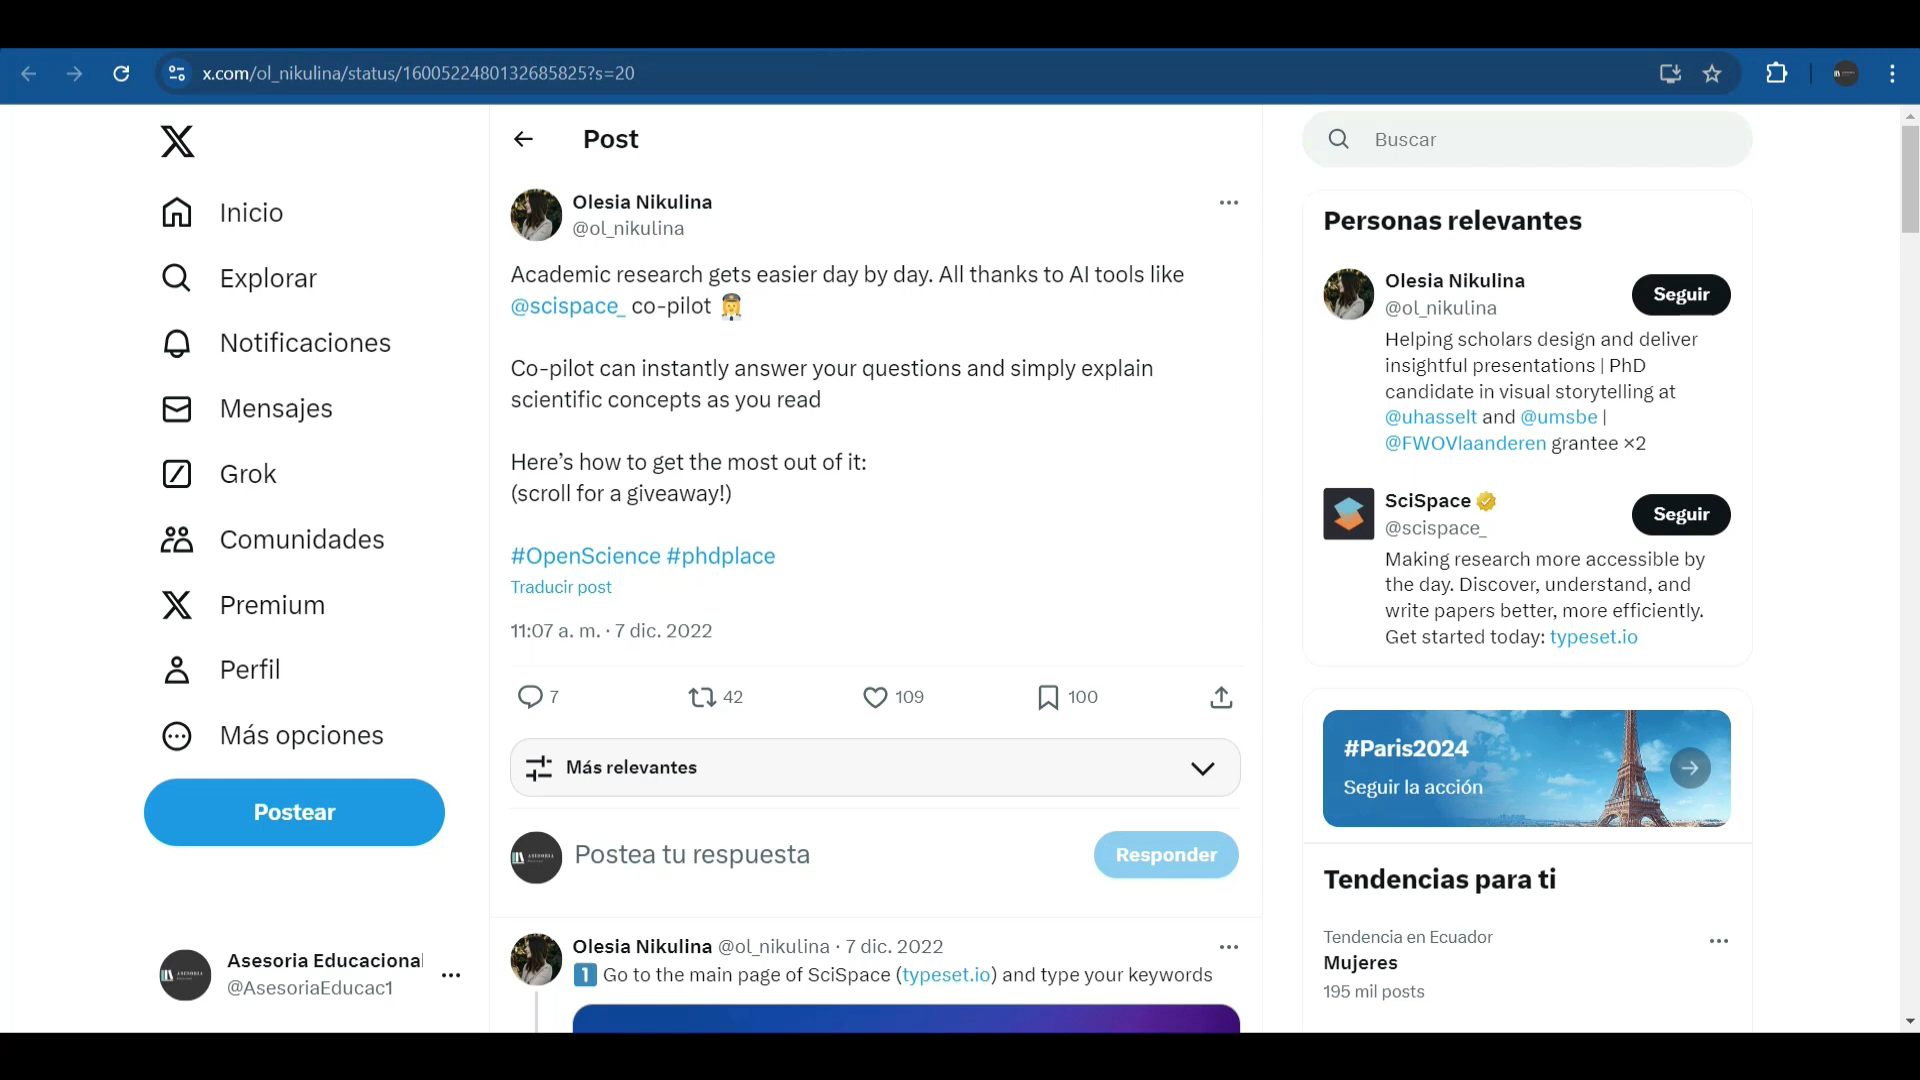 x.com/ol_nikulina/status/1600522480132685825?s=20
Inicio
Explorar
Notificaciones
Mensajes
Grok
Comunidades
Premium
Perfil
Más opciones
Postear
Asesoria Educacional
@AsesoriaEducac1
Post
Olesia Nikulina
@ol_nikulina
Academic research gets easier day by day. All thanks to AI tools like
@scispace_ co-pilot 👩‍✈️
Co-pilot can instantly answer your questions and simply explain
scientific concepts as you read
Here’s how to get the most out of it:
(scroll for a giveaway!)
#OpenScience #phdplace
Traducir post
11:07 a. m. · 7 dic. 2022
7 42 109 100
Más relevantes
Postea tu respuesta
Responder
Olesia Nikulina @ol_nikulina · 7 dic. 2022
1️⃣ Go to the main page of SciSpace (typeset.io) and type your keywords
Buscar
Personas relevantes
Olesia Nikulina
@ol_nikulina
Seguir
Helping scholars design and deliver
insightful presentations | PhD
candidate in visual storytelling at
@uhasselt and @umsbe |
@FWOVlaanderen grantee ×2
SciSpace
@scispace_
Seguir
Making research more accessible by
the day. Discover, understand, and
write papers better, more efficiently.
Get started today: typeset.io
#Paris2024
Seguir la acción
Tendencias para ti
Tendencia en Ecuador
Mujeres
195 mil posts